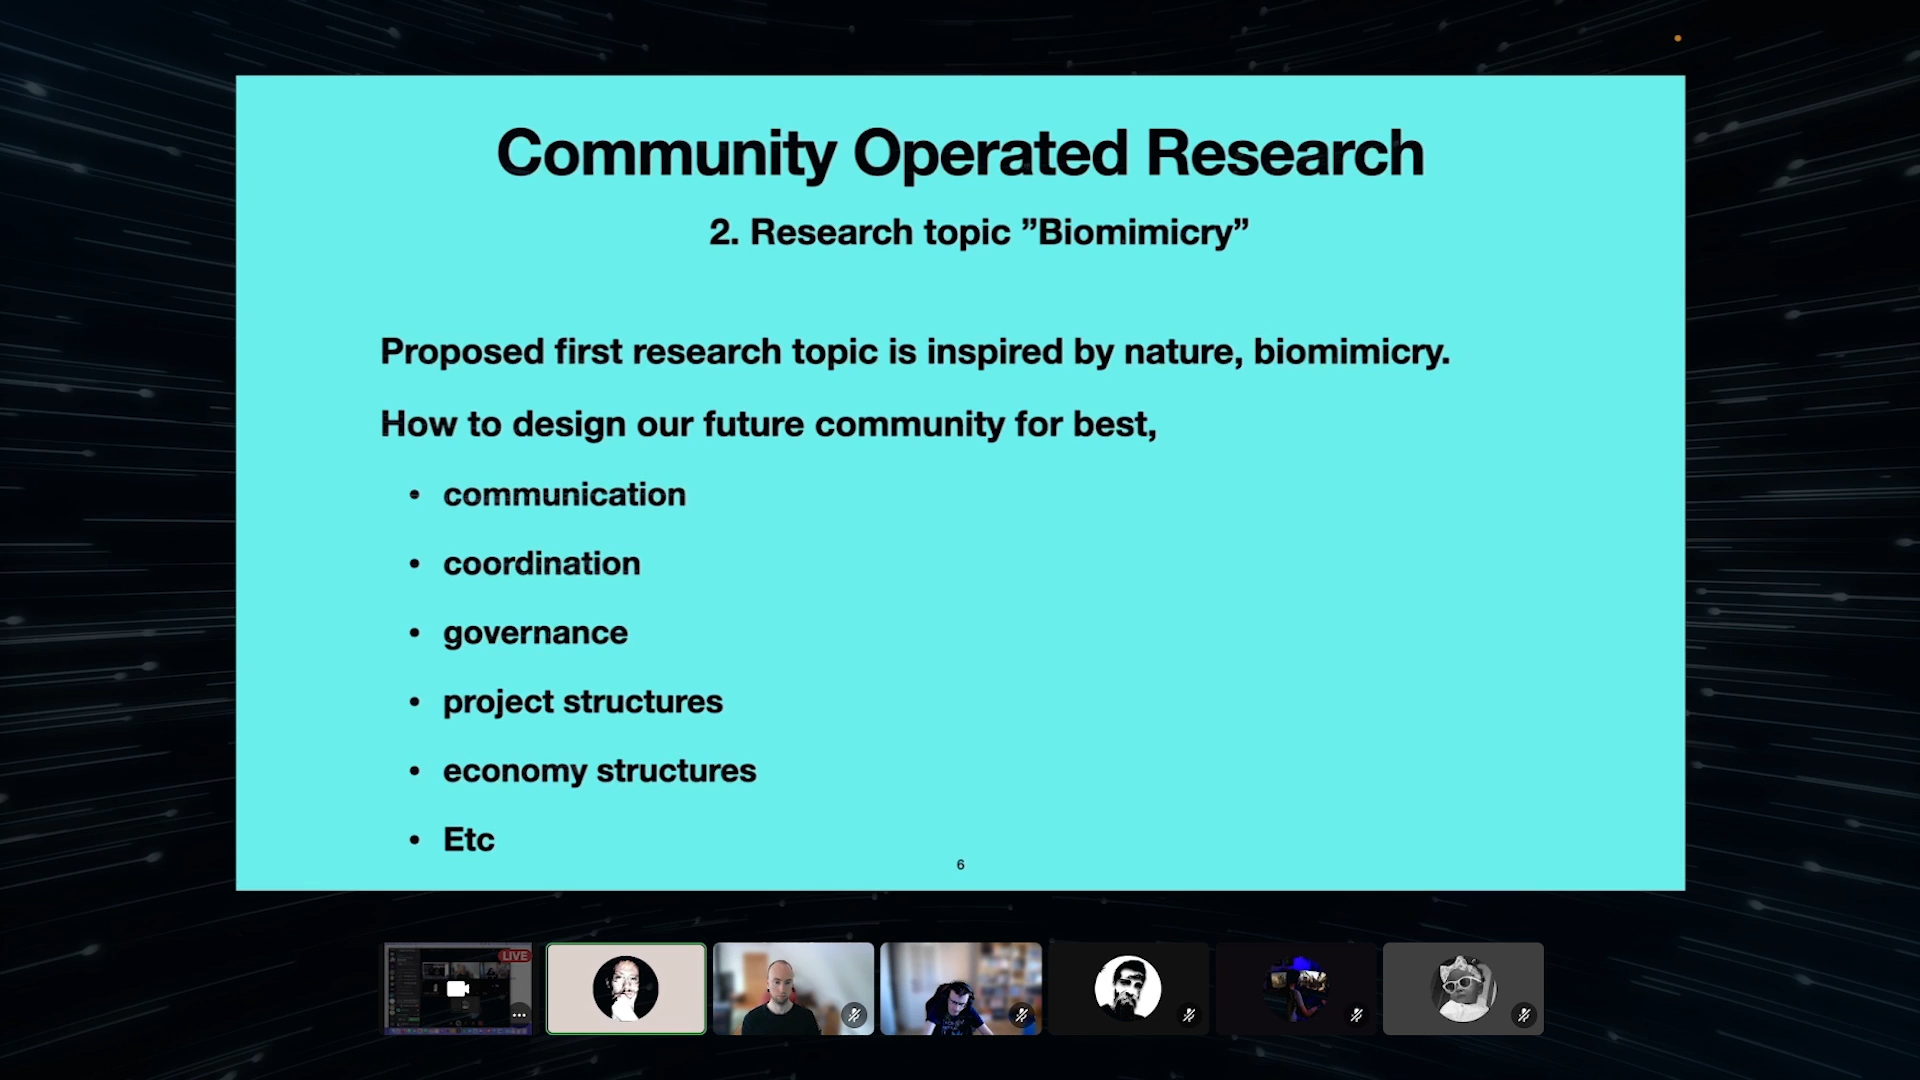 Community Operated Research
2. Research topic ”Biomimicry”
Proposed first research topic is inspired by nature, biomimicry.
How to design our future community for best,
• communication
• coordination
• governance
• project structures
• economy structures
• Etc
6
LIVE